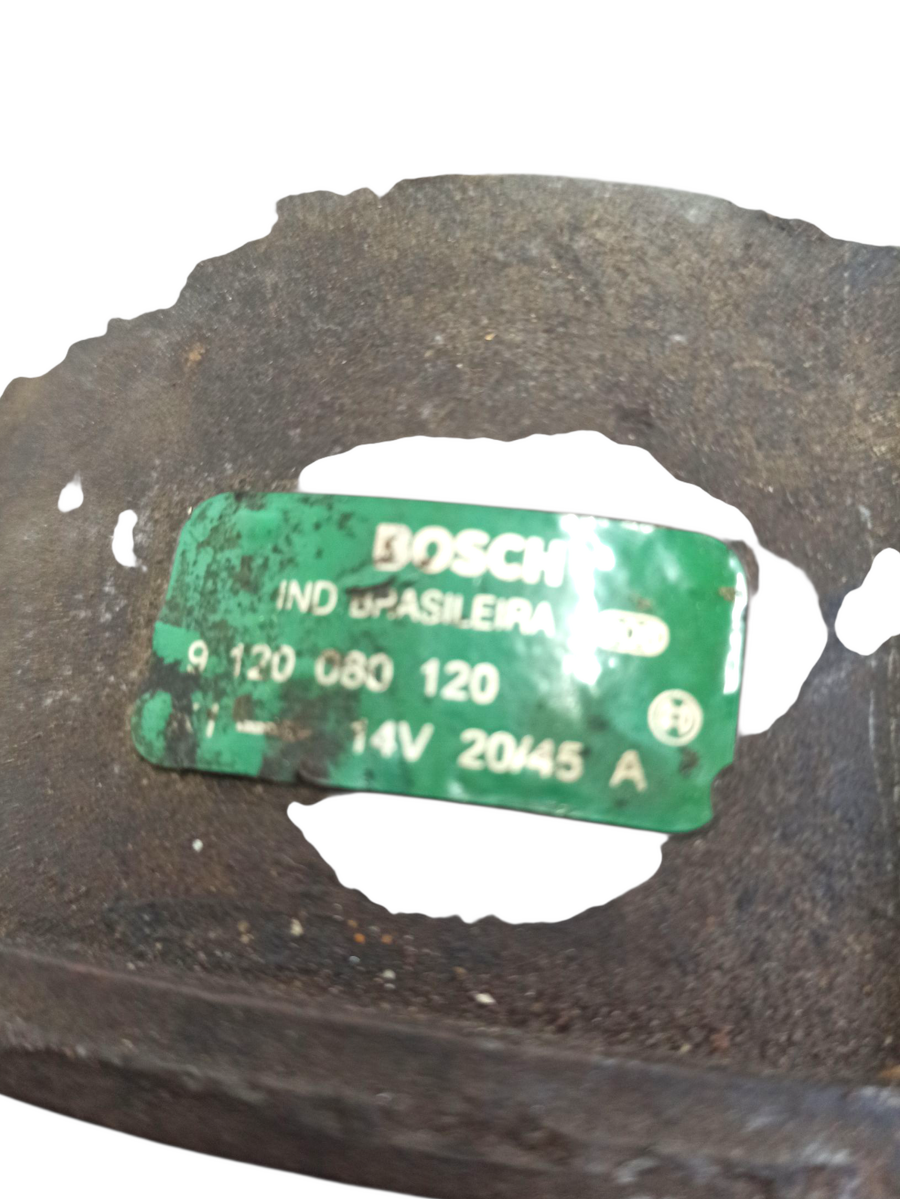 BOSCH
IND BRASILEIRA
9 120 080 120
14V 20/45 A